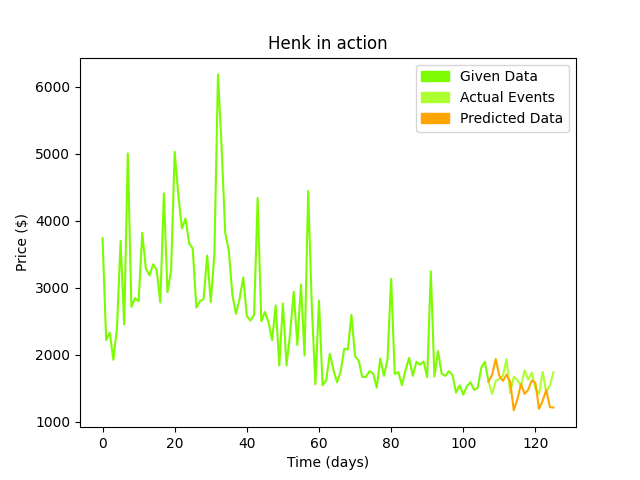 Henk in action
Given Data
Actual Events
Predicted Data
Price ($)
6000
5000
4000
3000
2000
1000
0 20 40 60 80 100 120
Time (days)